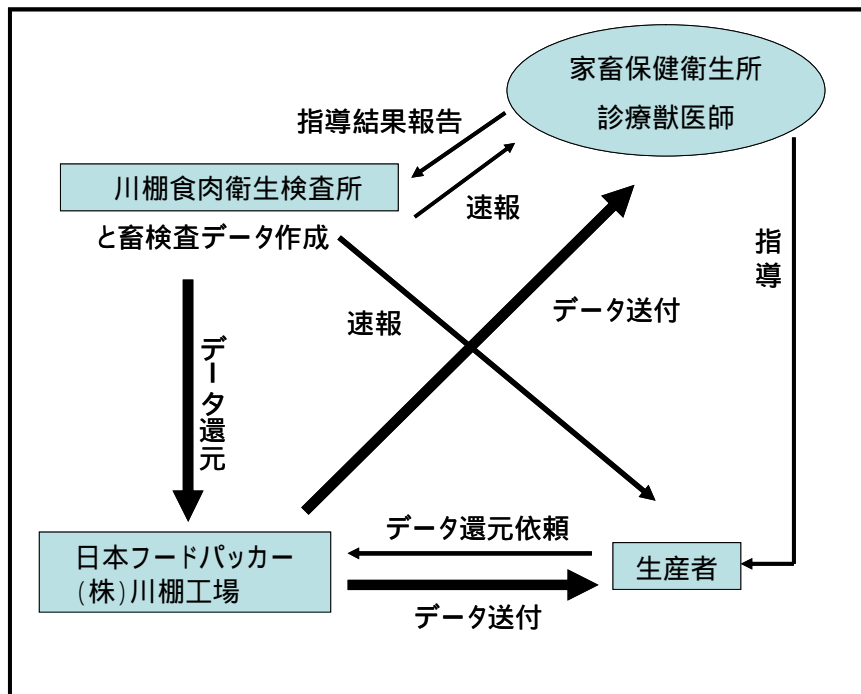 家畜保健衛生所
診療獣医師
指導結果報告
川棚食肉衛生検査所
速報
と畜検査データ作成
指導
データ送付
速報
データ還元
データ還元依頼
日本フードパッカー
(株)川棚工場
生産者
データ送付